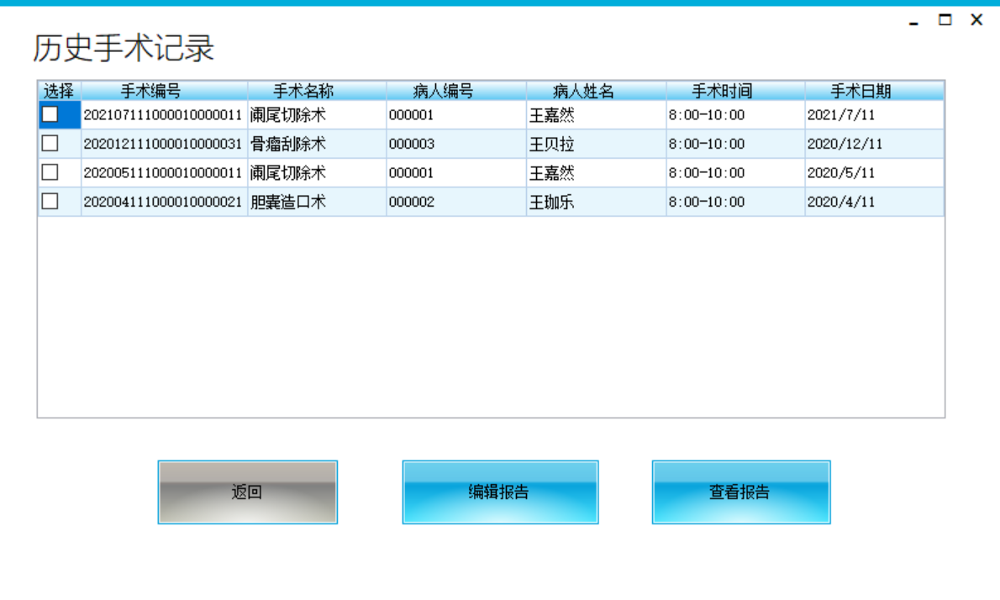 历史手术记录
选择 手术编号 手术名称 病人编号 病人姓名 手术时间 手术日期
202107111000010000011 阑尾切除术 000001 王嘉然 8:00-10:00 2021/7/11
202012111000010000031 骨瘤刮除术 000003 王贝拉 8:00-10:00 2020/12/11
202005111000010000011 阑尾切除术 000001 王嘉然 8:00-10:00 2020/5/11
202004111000010000021 胆囊造口术 000002 王珈乐 8:00-10:00 2020/4/11
返回 编辑报告 查看报告